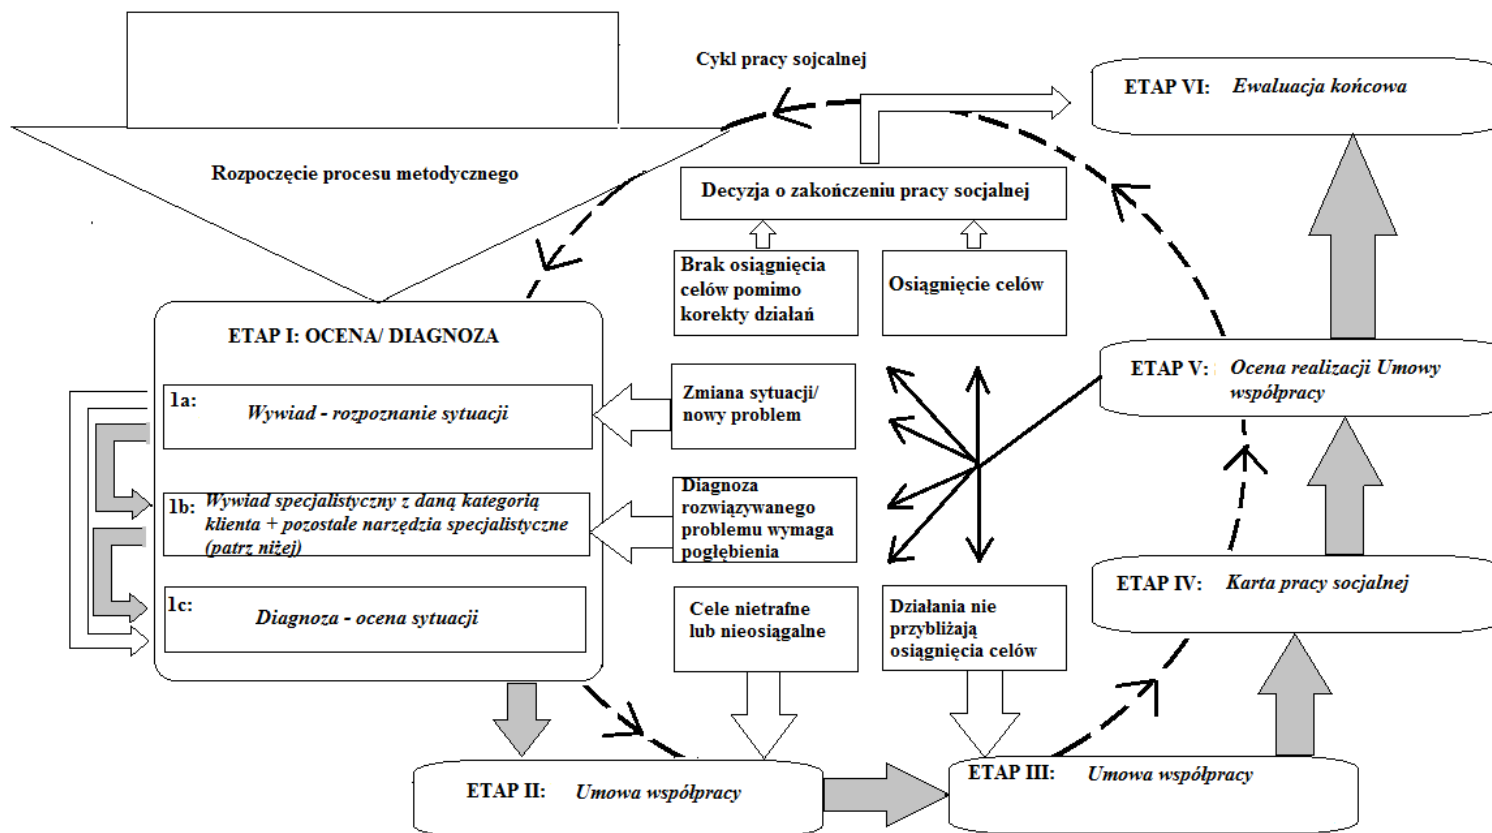 Cykl pracy sojcalnej
ETAP VI: Ewaluacja końcowa
Rozpoczęcie procesu metodycznego
Decyzja o zakończeniu pracy socjalnej
Brak osiągnięcia
celów pomimo
korekty działań
Osiągnięcie celów
ETAP I: OCENA/ DIAGNOZA
1a: Wywiad - rozpoznanie sytuacji
Zmiana sytuacji/
nowy problem
ETAP V: Ocena realizacji Umowy
współpracy
1b: Wywiad specjalistyczny z daną kategorią
klienta + pozostałe narzędzia specjalistyczne
(patrz niżej)
Diagnoza
rozwiązywanego
problemu wymaga
pogłębienia
ETAP IV: Karta pracy socjalnej
1c: Diagnoza - ocena sytuacji
Cele nietrafne
lub nieosiągalne
Działania nie
przybliżają
osiągnięcia celów
ETAP II: Umowa współpracy
ETAP III: Umowa współpracy